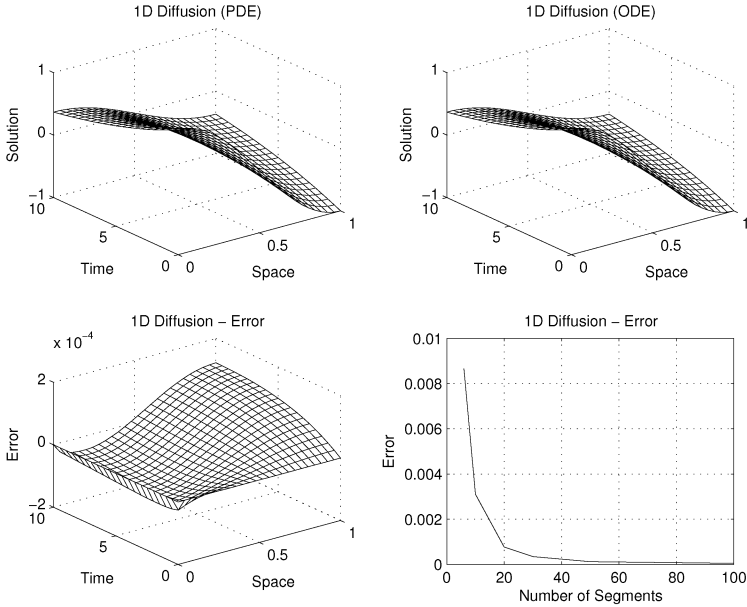 1D Diffusion (PDE)
1
0
−1
Solution
10
5
0
Time
0
0.5
1
Space
1D Diffusion (ODE)
1
0
−1
Solution
10
5
0
Time
0
0.5
1
Space
1D Diffusion − Error
x 10−4
2
0
−2
Error
10
5
0
Time
0
0.5
1
Space
1D Diffusion − Error
0.01
0.008
0.006
0.004
0.002
0
Error
0 20 40 60 80 100
Number of Segments